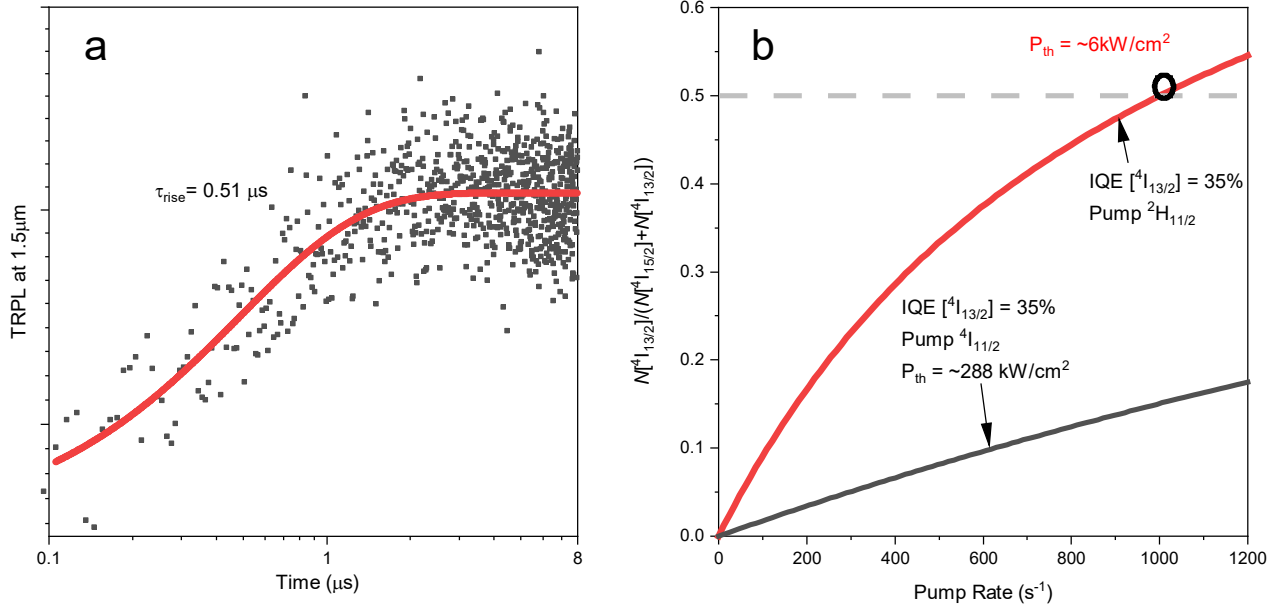 a
τrise= 0.51 μs
TRPL at 1.5μm
0.1
1
8
Time (μs)
b
Pth = ~6kW/cm²
IQE [⁴I13/2] = 35%
Pump ²H11/2
IQE [⁴I13/2] = 35%
Pump ⁴I11/2
Pth = ~288 kW/cm²
N[⁴I13/2]/(N[⁴I15/2]+N[⁴I13/2])
0.6
0.5
0.4
0.3
0.2
0.1
0.0
0
200
400
600
800
1000
1200
Pump Rate (s⁻¹)